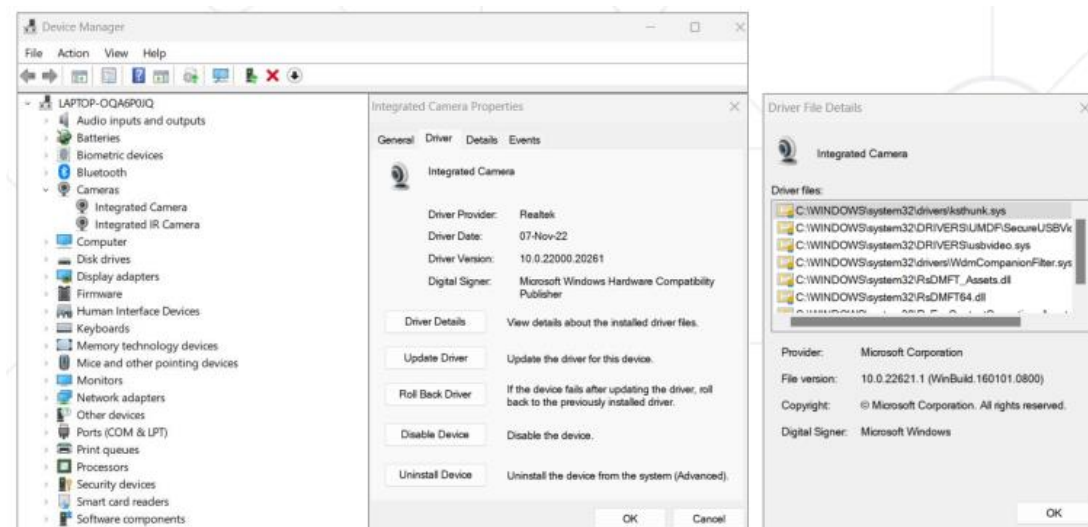 Device Manager
File Action View Help
LAPTOP-OQA6P0JQ
Audio inputs and outputs
Batteries
Biometric devices
Bluetooth
Cameras
Integrated Camera
Integrated IR Camera
Computer
Disk drives
Display adapters
Firmware
Human Interface Devices
Keyboards
Memory technology devices
Mice and other pointing devices
Monitors
Network adapters
Other devices
Ports (COM & LPT)
Print queues
Processors
Security devices
Smart card readers
Software components
Integrated Camera Properties
General Driver Details Events
Integrated Camera
Driver Provider: Realtek
Driver Date: 07-Nov-22
Driver Version: 10.0.22000.20261
Digital Signer: Microsoft Windows Hardware Compatibility
Publisher
Driver Details View details about the installed driver files.
Update Driver Update the driver for this device.
Roll Back Driver If the device fails after updating the driver, roll
back to the previously installed driver.
Disable Device Disable the device.
Uninstall Device Uninstall the device from the system (Advanced).
OK Cancel
Driver File Details
Integrated Camera
Driver files:
C:\WINDOWS\system32\drivers\ksthunk.sys
C:\WINDOWS\system32\DRIVERS\UMDF\SecureUSBVi
C:\WINDOWS\system32\DRIVERS\usbvideo.sys
C:\WINDOWS\system32\drivers\WdmCompanionFilter.sys
C:\WINDOWS\system32\RsDMFT_Assets.dll
C:\WINDOWS\system32\RsDMFT64.dll
Provider: Microsoft Corporation
File version: 10.0.22621.1 (WinBuild.160101.0800)
Copyright: © Microsoft Corporation. All rights reserved.
Digital Signer: Microsoft Windows
OK